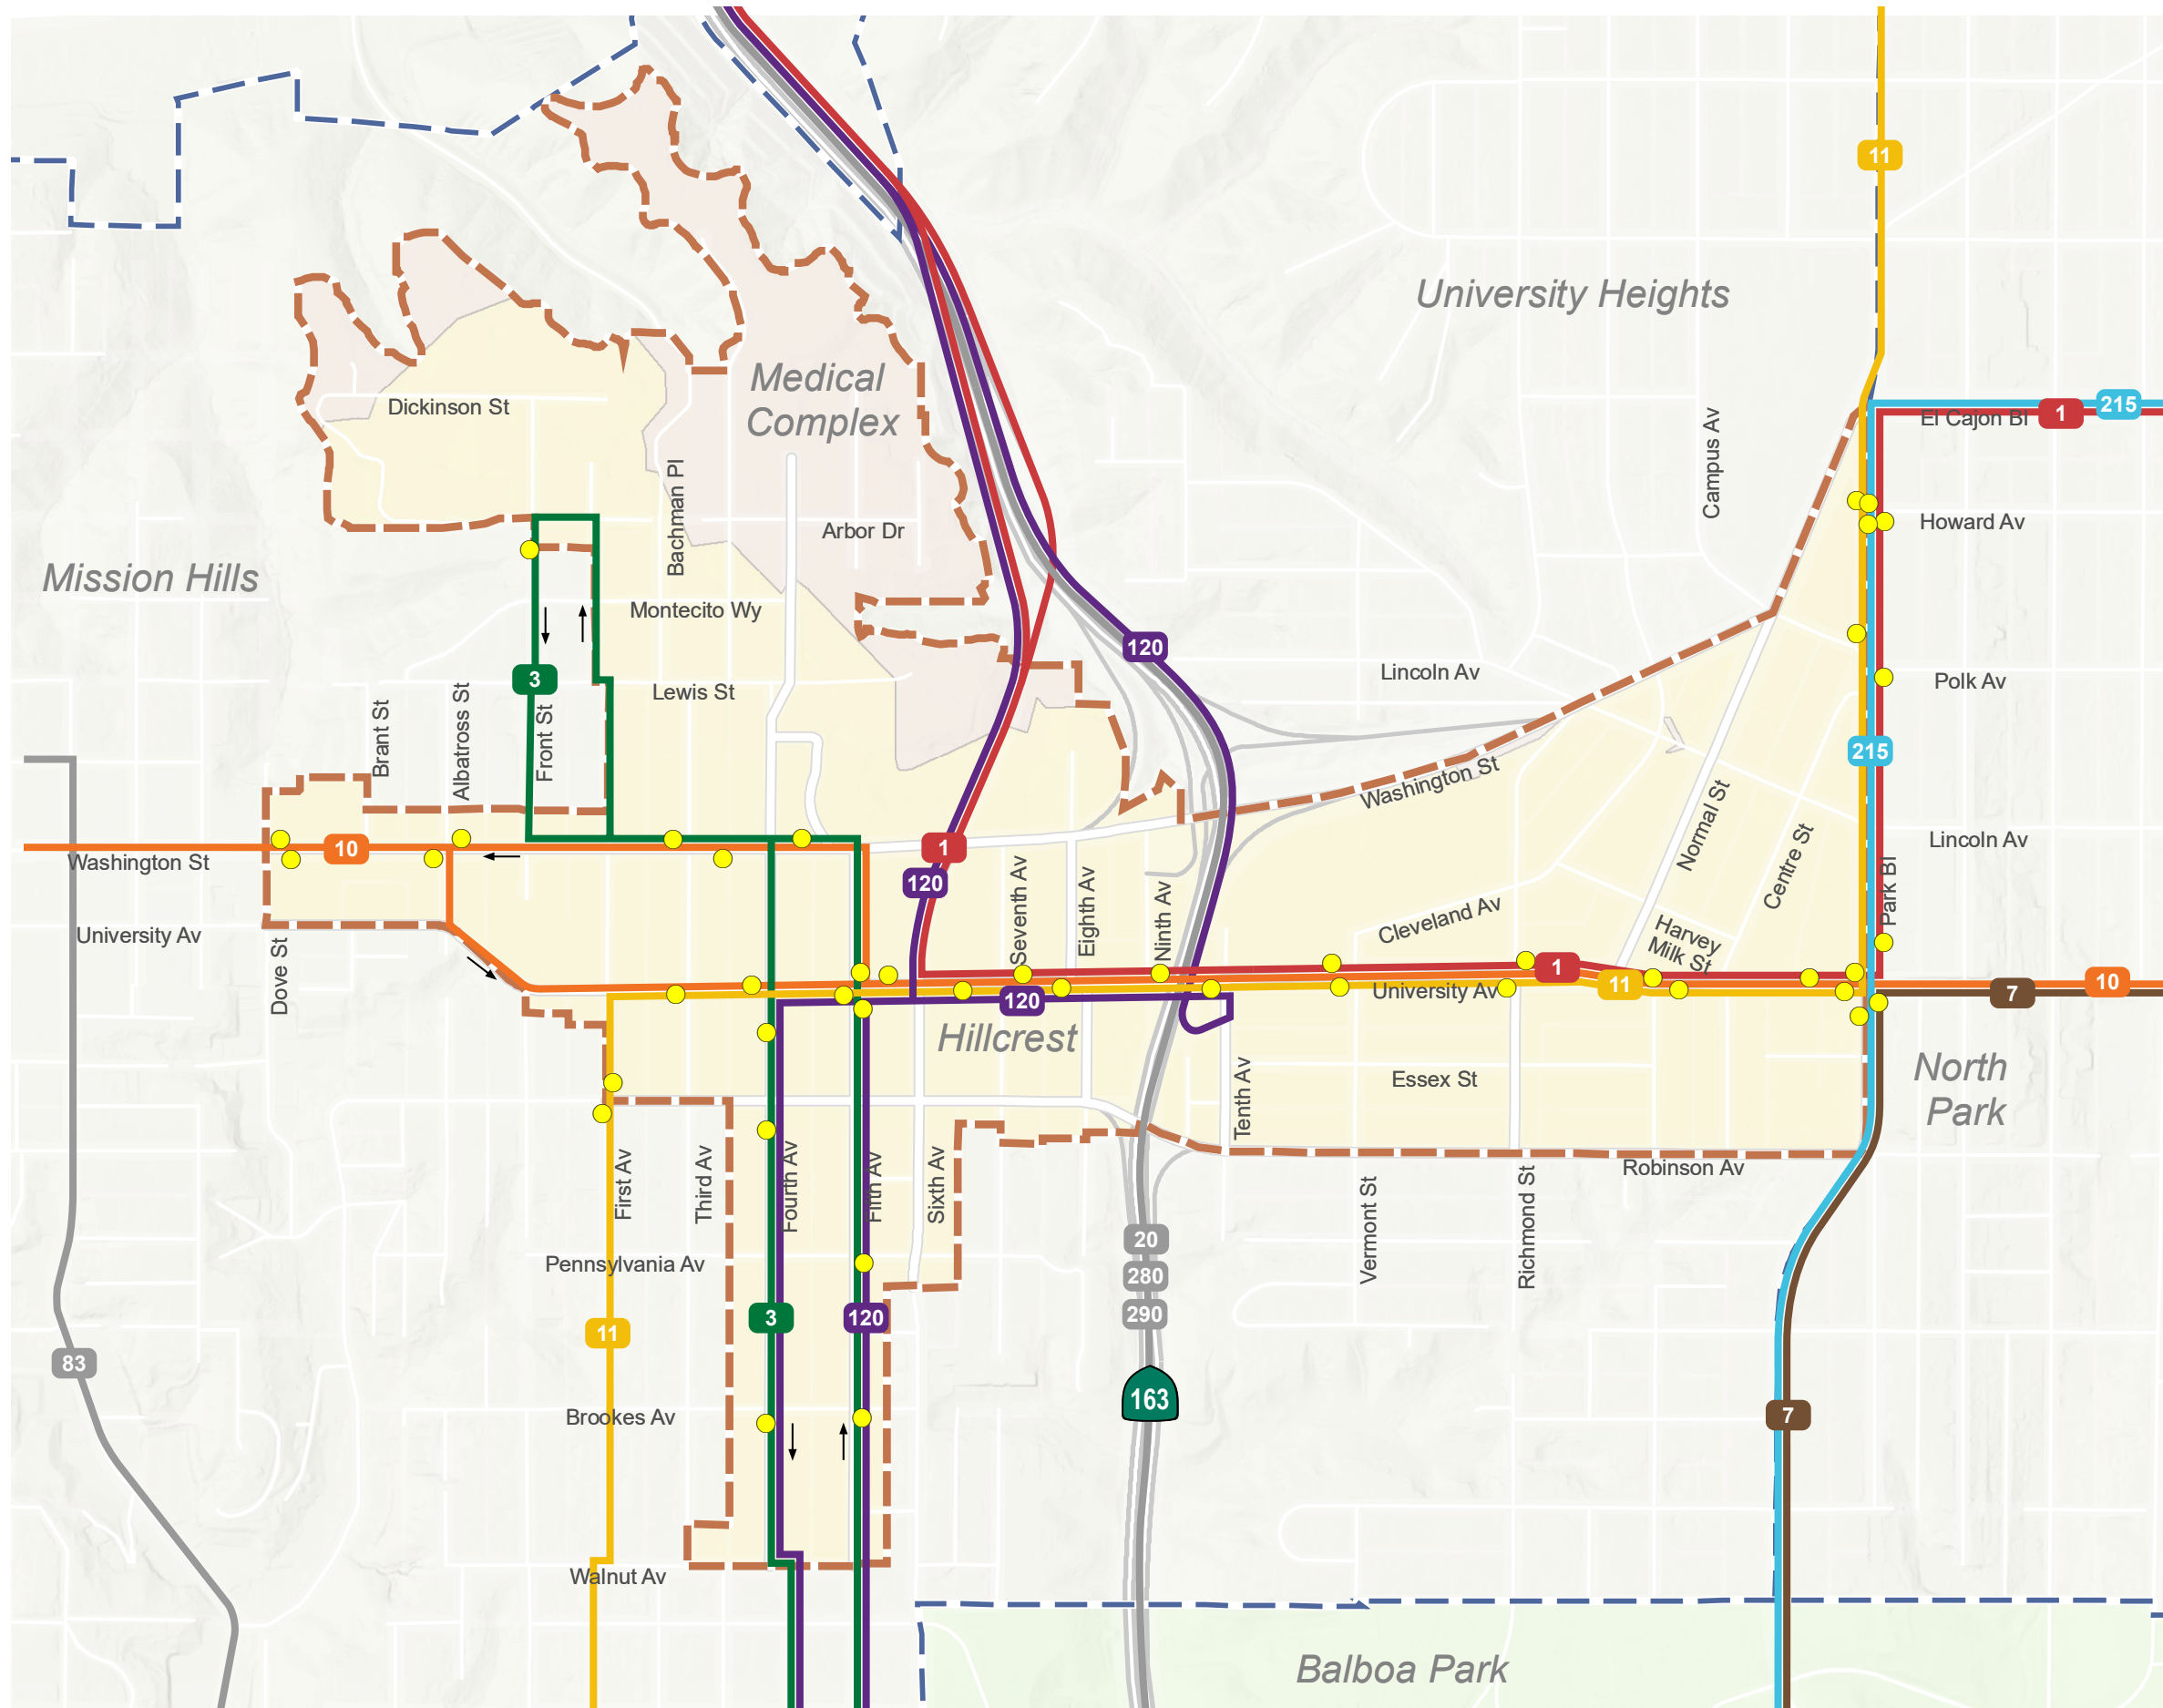 11
University Heights
Medical
Complex
Dickinson St
215
1
El Cajon Bl
Campus Av
Bachman Pl
Arbor Dr
Howard Av
Mission Hills
Montecito Wy
120
Lincoln Av
3
Lewis St
Polk Av
Brant St
Albatross St
Front St
215
Washington St
Normal St
Centre St
10
Washington St
1
Lincoln Av
120
Seventh Av
Eighth Av
Ninth Av
Park Bl
Cleveland Av
Harvey
Milk St
University Av
Dove St
1
11
University Av
120
10
7
Hillcrest
North
Park
Essex St
Tenth Av
First Av
Third Av
Fourth Av
Fifth Av
Sixth Av
Robinson Av
Vermont St
Richmond St
20
280
290
Pennsylvania Av
3
120
11
83
163
7
Brookes Av
Walnut Av
Balboa Park